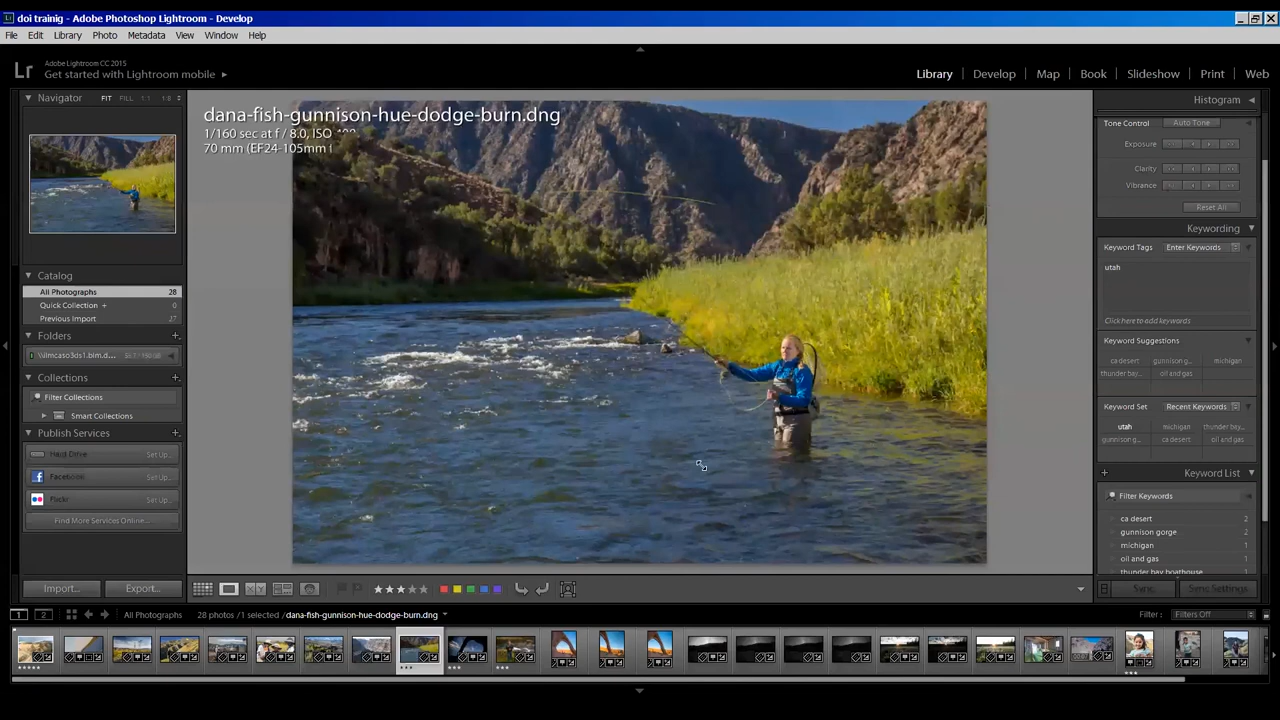 doi trainig - Adobe Photoshop Lightroom - Develop
File Edit Library Photo Metadata View Window Help
Lr
Adobe Lightroom CC 2015
Get started with Lightroom mobile
Library Develop Map Book Slideshow Print Web
Navigator FIT FILL 1:1 1:8
Histogram
dana-fish-gunnison-hue-dodge-burn.dng
1/160 sec at f / 8.0, ISO
70 mm (EF24-105mm f
Tone Control Auto Tone
Exposure
Clarity
Vibrance
Reset All
Catalog
All Photographs 28
Quick Collection + 0
Previous Import 27
Folders
Collections
Filter Collections
Smart Collections
Publish Services
Hard Drive Set Up...
Facebook Set Up...
Flickr Set Up...
Find More Services Online...
Keywording
Keyword Tags Enter Keywords
utah
Click here to add keywords
Keyword Suggestions
ca desert gunnison g... michigan
thunder bay... oil and gas
Keyword Set Recent Keywords
utah michigan thunder bay...
gunnison g... ca desert oil and gas
Keyword List
Filter Keywords
ca desert 2
gunnison gorge 2
michigan 1
oil and gas 1
thunder bay boathouse
Import... Export...
Sync Sync Settings
1 2 All Photographs 28 photos / 1 selected / dana-fish-gunnison-hue-dodge-burn.dng Filter : Filters Off